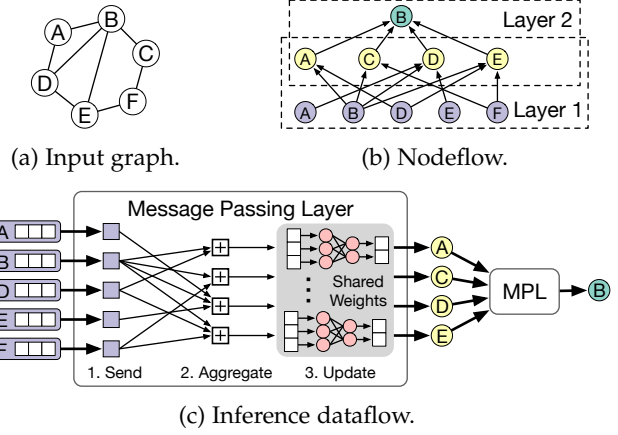 A
B
C
D
E
F
(a) Input graph.
B
Layer 2
A C D E
A B D E F
Layer 1
(b) Nodeflow.
Message Passing Layer
A
B
D
E
F
+
+
+
+
Shared
Weights
1. Send 2. Aggregate 3. Update
A
C
D
E
MPL
B
(c) Inference dataflow.